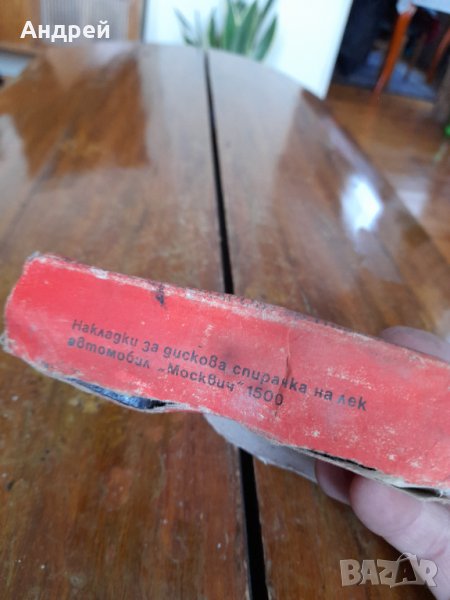 Андрей
Накладки за дискова спирачка на лек
автомобил „Москвич" 1500
BAZAR